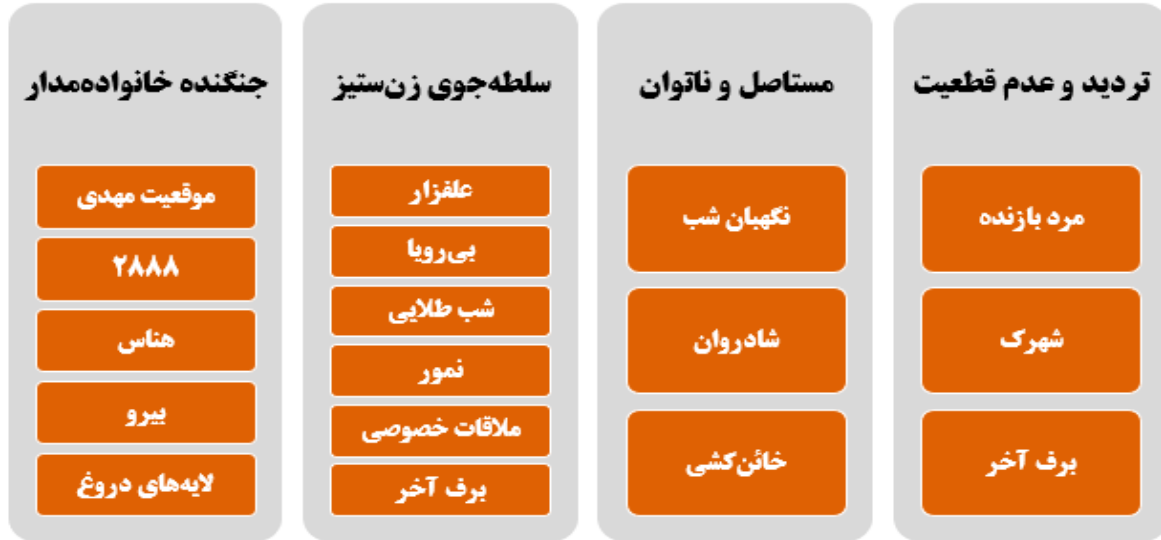 تردید و عدم قطعیت
مرد بازنده
شهرک
برف آخر
مستاصل و ناتوان
نگهبان شب
شادروان
خائن‌کشی
سلطه‌جوی زن‌ستیز
علفزار
بی‌رویا
شب طلایی
نمور
ملاقات خصوصی
برف آخر
جنگنده خانواده‌مدار
موقعیت مهدی
۲۸۸۸
هناس
بیرو
لایه‌های دروغ